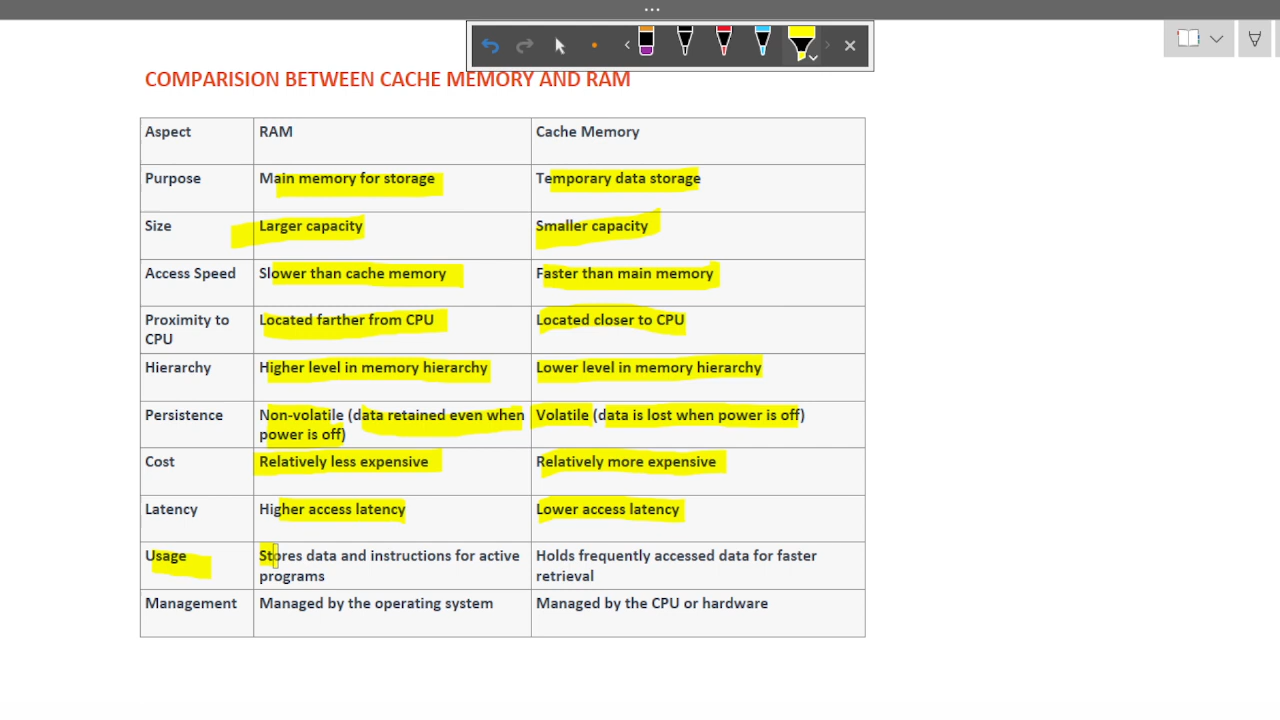 COMPARISION BETWEEN CACHE MEMORY AND RAM
Aspect RAM Cache Memory
Purpose Main memory for storage Temporary data storage
Size Larger capacity Smaller capacity
Access Speed Slower than cache memory Faster than main memory
Proximity to Located farther from CPU Located closer to CPU
CPU
Hierarchy Higher level in memory hierarchy Lower level in memory hierarchy
Persistence Non-volatile (data retained even when Volatile (data is lost when power is off)
power is off)
Cost Relatively less expensive Relatively more expensive
Latency Higher access latency Lower access latency
Usage Stores data and instructions for active Holds frequently accessed data for faster
programs retrieval
Management Managed by the operating system Managed by the CPU or hardware